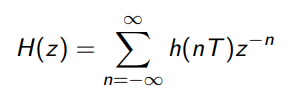 H(z) = ∑_{n=-∞}^{∞} h(nT)z^{-n}